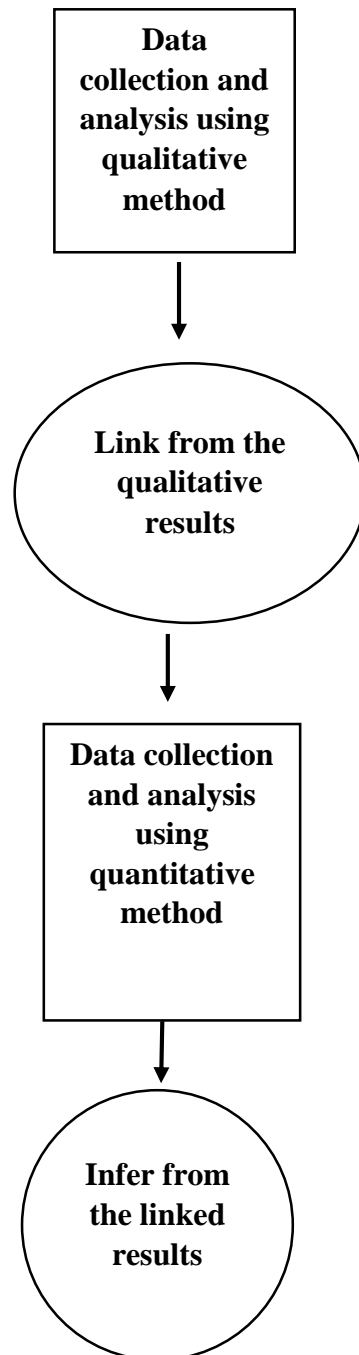 Data
collection and
analysis using
qualitative
method
Link from the
qualitative
results
Data collection
and analysis
using
quantitative
method
Infer from
the linked
results